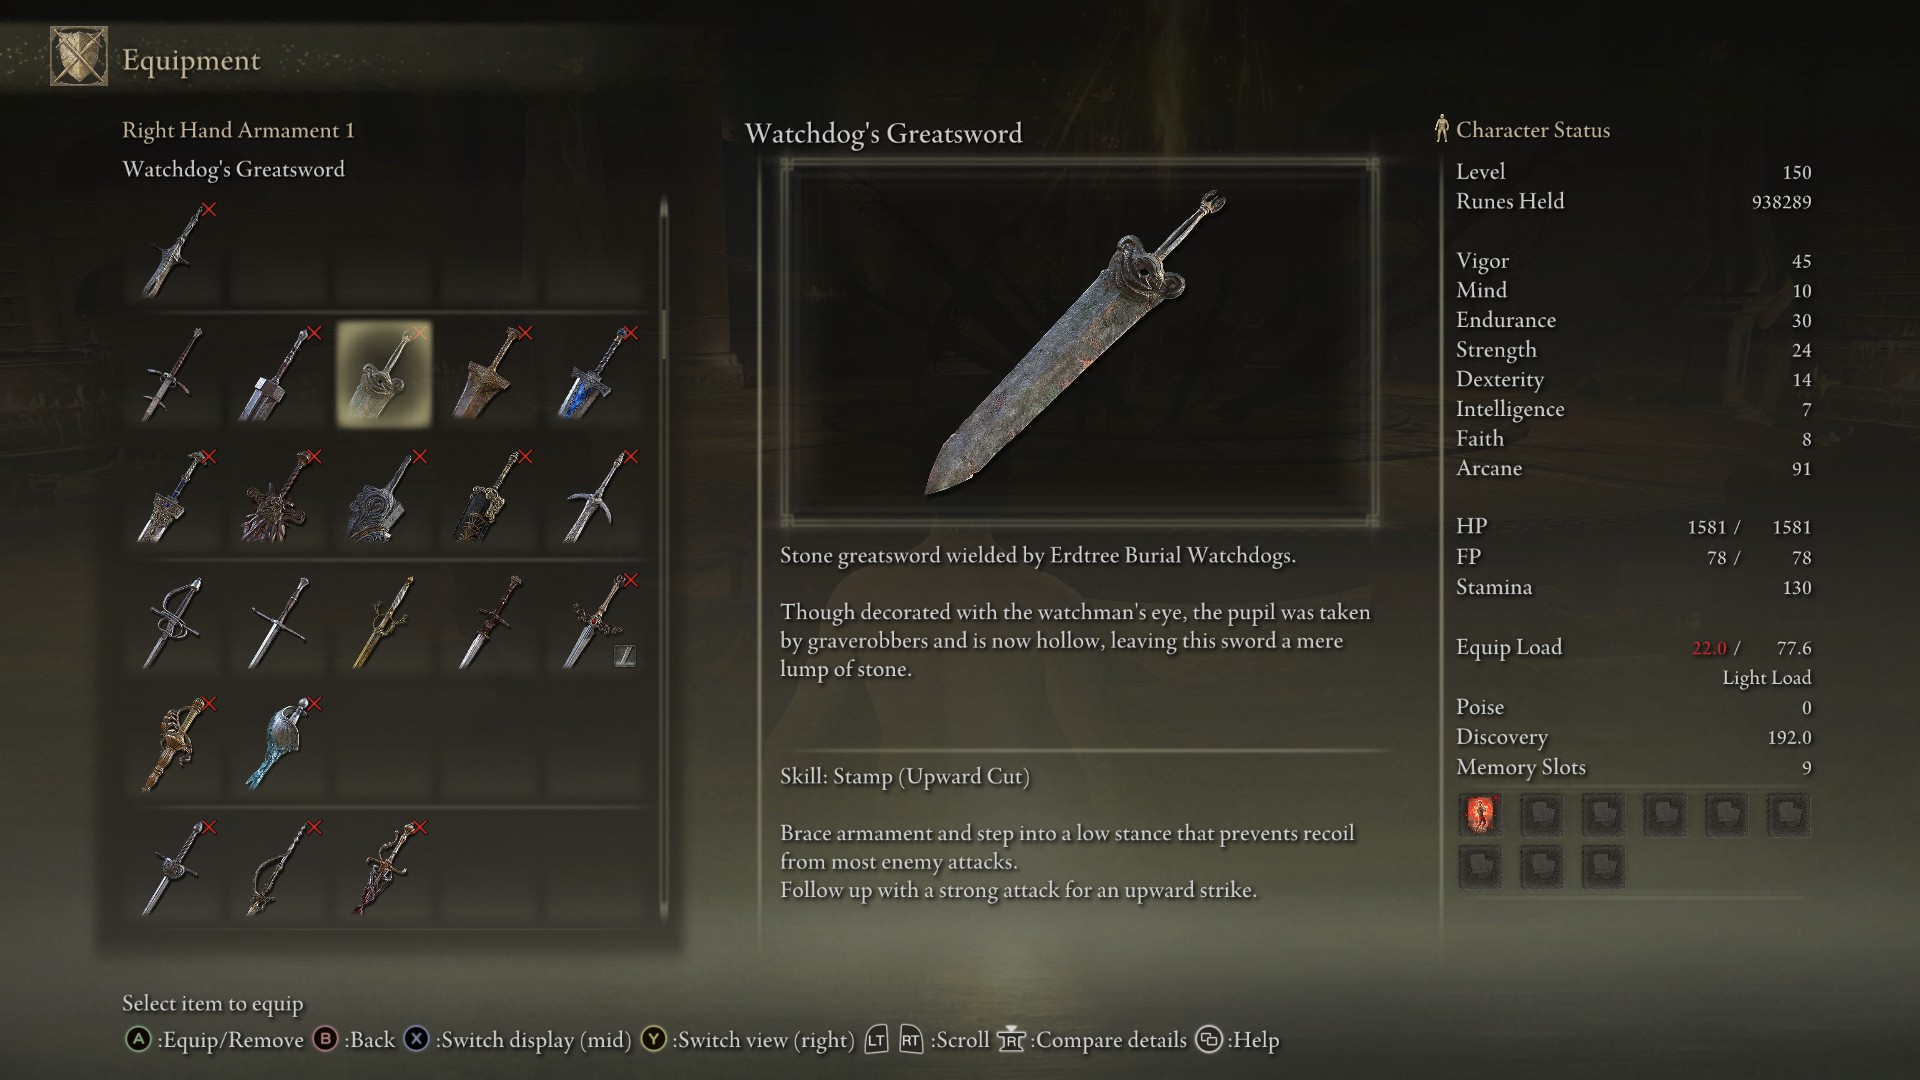 Equipment
Right Hand Armament 1
Watchdog's Greatsword
Watchdog's Greatsword
Stone greatsword wielded by Erdtree Burial Watchdogs.
Though decorated with the watchman's eye, the pupil was taken
by graverobbers and is now hollow, leaving this sword a mere
lump of stone.
Skill: Stamp (Upward Cut)
Brace armament and step into a low stance that prevents recoil
from most enemy attacks.
Follow up with a strong attack for an upward strike.
Character Status
Level 150
Runes Held 938289
Vigor 45
Mind 10
Endurance 30
Strength 24
Dexterity 14
Intelligence 7
Faith 8
Arcane 91
HP 1581 / 1581
FP 78 / 78
Stamina 130
Equip Load 22.0 / 77.6
Light Load
Poise 0
Discovery 192.0
Memory Slots 9
Select item to equip
A :Equip/Remove B :Back X :Switch display (mid) Y :Switch view (right) LT RT :Scroll R :Compare details :Help